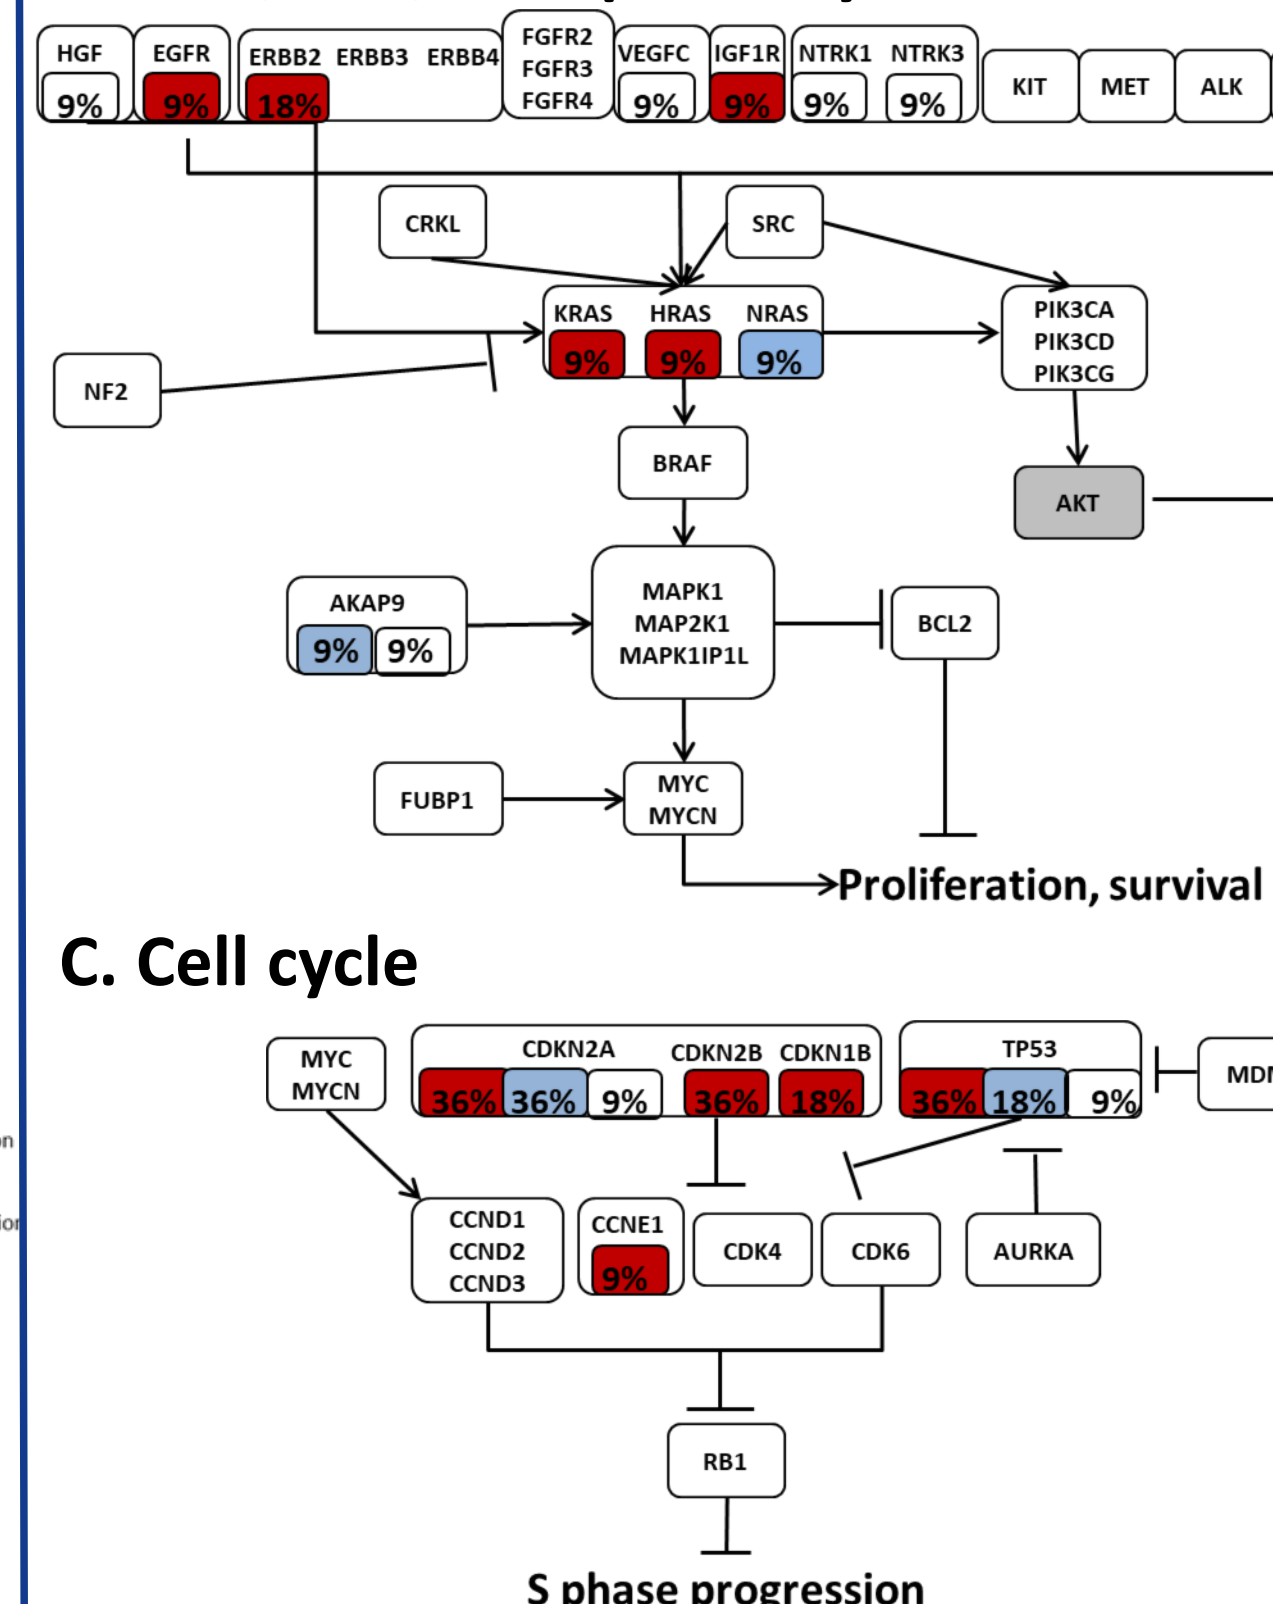 HGF
9%
EGFR
9%
ERBB2 ERBB3 ERBB4
18%
FGFR2
FGFR3
FGFR4
VEGFC
9%
IGF1R
9%
NTRK1 NTRK3
9% 9%
KIT
MET
ALK
CRKL
SRC
KRAS HRAS NRAS
9% 9% 9%
PIK3CA
PIK3CD
PIK3CG
NF2
BRAF
AKT
AKAP9
9% 9%
MAPK1
MAP2K1
MAPK1IP1L
BCL2
FUBP1
MYC
MYCN
Proliferation, survival
C. Cell cycle
MYC
MYCN
CDKN2A CDKN2B CDKN1B
36% 36% 9% 36% 18%
TP53
36% 18% 9%
CCND1
CCND2
CCND3
CCNE1
9%
CDK4
CDK6
AURKA
RB1
S phase progression